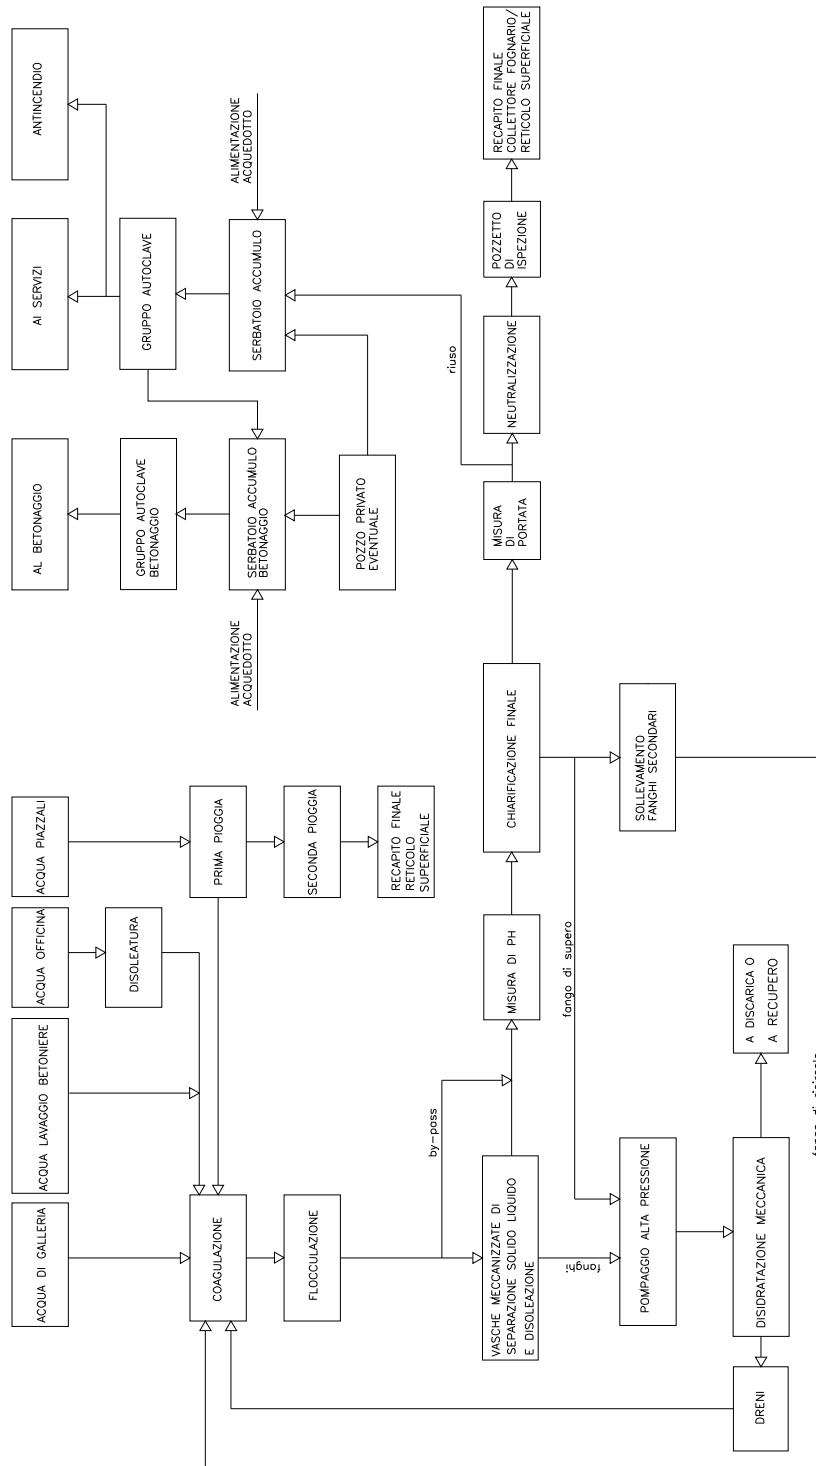 ACQUA DI GALLERIA
ACQUA LAVAGGIO BETONIERE
ACQUA OFFICINA
ACQUA PIAZZALI
DISOLEATURA
COAGULAZIONE
PRIMA PIOGGIA
FLOCCULAZIONE
SECONDA PIOGGIA
RECAPITO FINALE
RETICOLO
SUPERFICIALE
by-pass
VASCHE MECCANIZZATE DI
SEPARAZIONE SOLIDO LIQUIDO
E DISOLEAZIONE
MISURA DI PH
CHIARIFICAZIONE FINALE
MISURA
DI
PORTATA
riuso
NEUTRALIZZAZIONE
POZZETTO
DI
ISPEZIONE
RECAPITO FINALE
COLLETTORE FOGNARIO/
RETICOLO SUPERFICIALE
fanghi
fango di supero
POMPAGGIO ALTA PRESSIONE
SOLLEVAMENTO
FANGHI SECONDARI
DRENI
DISIDRATAZIONE MECCANICA
A DISCARICA O
A RECUPERO
AL BETONAGGIO
AI SERVIZI
ANTINCENDIO
GRUPPO AUTOCLAVE
BETONAGGIO
GRUPPO AUTOCLAVE
ALIMENTAZIONE
ACQUEDOTTO
SERBATOIO ACCUMULO
BETONAGGIO
SERBATOIO ACCUMULO
ALIMENTAZIONE
ACQUEDOTTO
POZZO PRIVATO
EVENTUALE